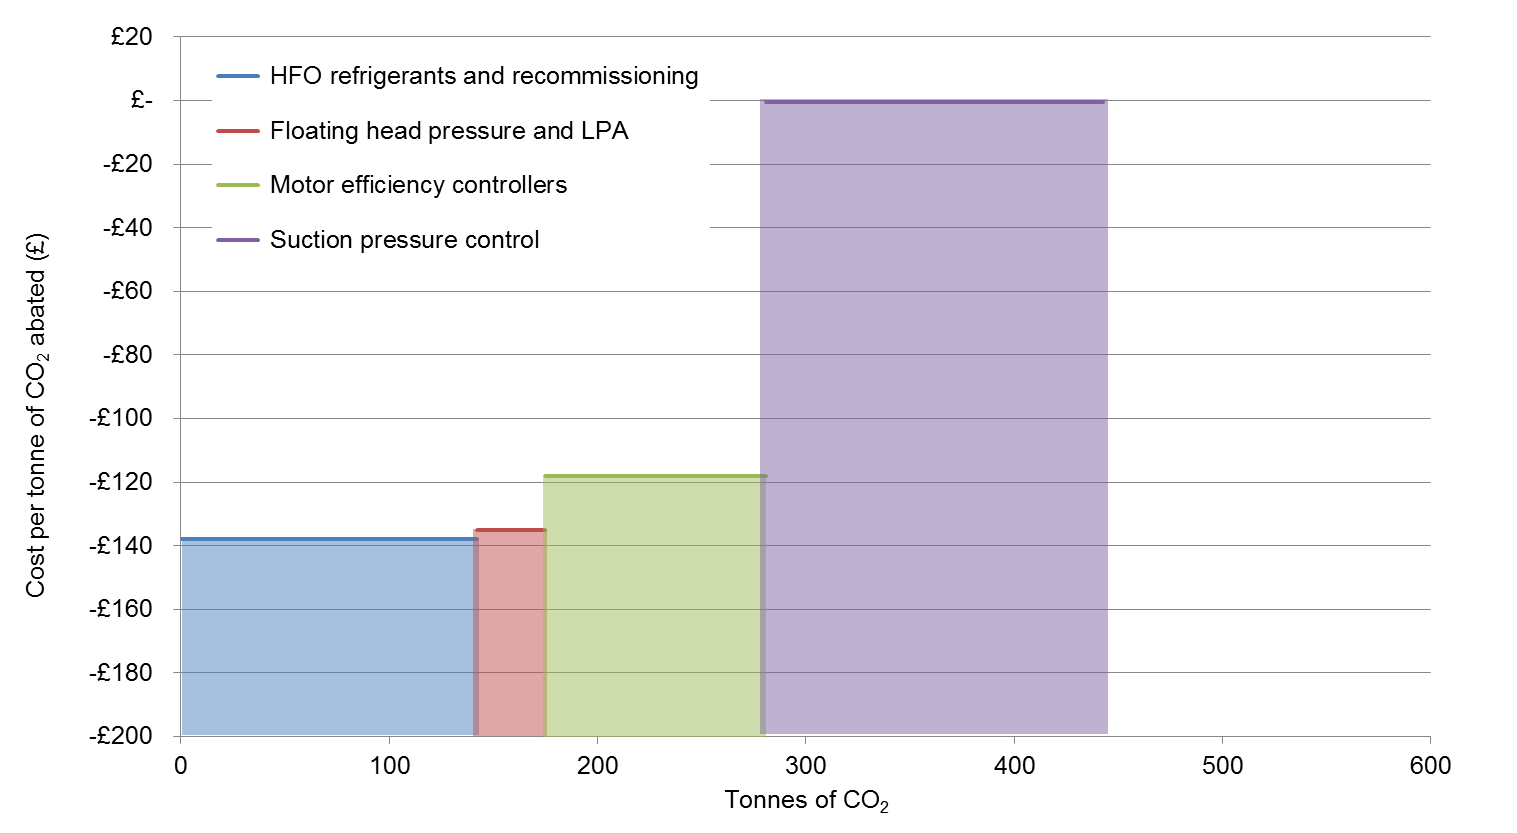 £20
£-
-£20
-£40
-£60
-£80
-£100
-£120
-£140
-£160
-£180
-£200
Cost per tonne of CO₂ abated (£)
HFO refrigerants and recommissioning
Floating head pressure and LPA
Motor efficiency controllers
Suction pressure control
0 100 200 300 400 500 600
Tonnes of CO₂